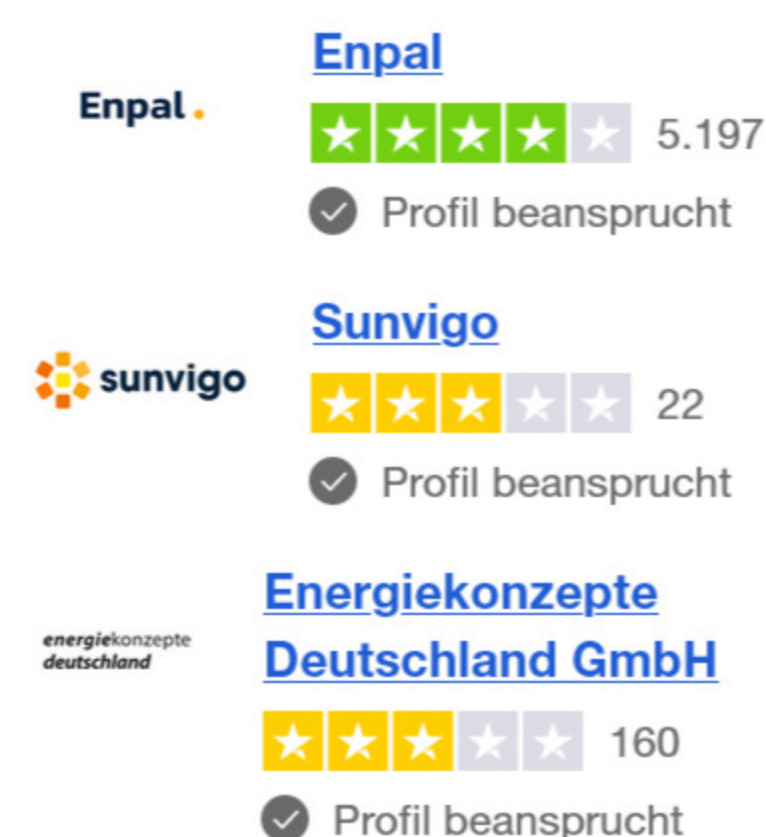 Enpal.
Enpal
5.197
Profil beansprucht
sunvigo
Sunvigo
22
Profil beansprucht
energiekonzepte
deutschland
Energiekonzepte
Deutschland GmbH
160
Profil beansprucht